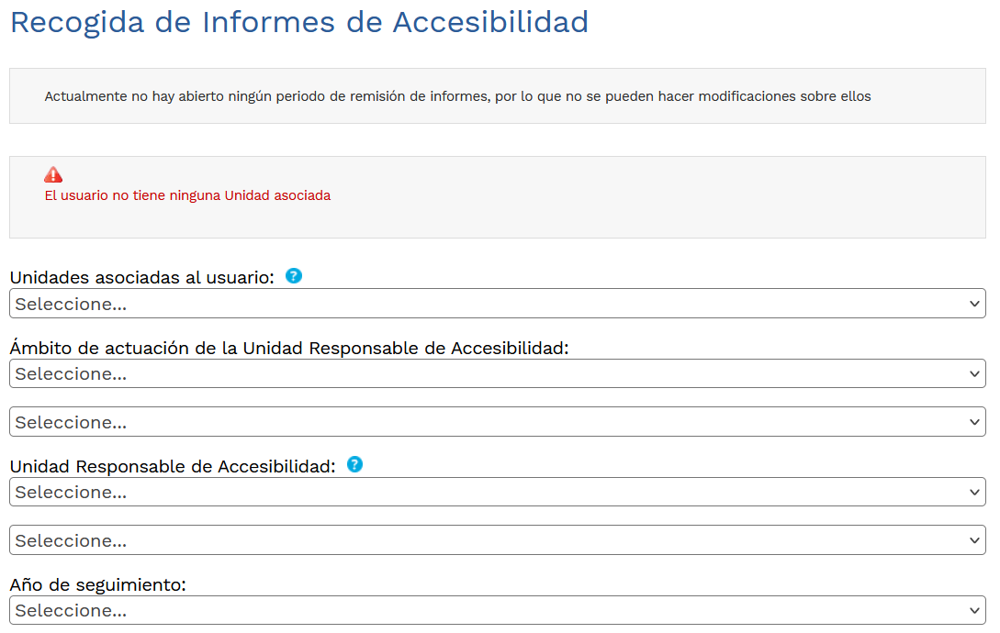 Recogida de Informes de Accesibilidad
Actualmente no hay abierto ningún periodo de remisión de informes, por lo que no se pueden hacer modificaciones sobre ellos
El usuario no tiene ninguna Unidad asociada
Unidades asociadas al usuario: ?
Seleccione...
Ámbito de actuación de la Unidad Responsable de Accesibilidad:
Seleccione...
Seleccione...
Unidad Responsable de Accesibilidad: ?
Seleccione...
Seleccione...
Año de seguimiento:
Seleccione...